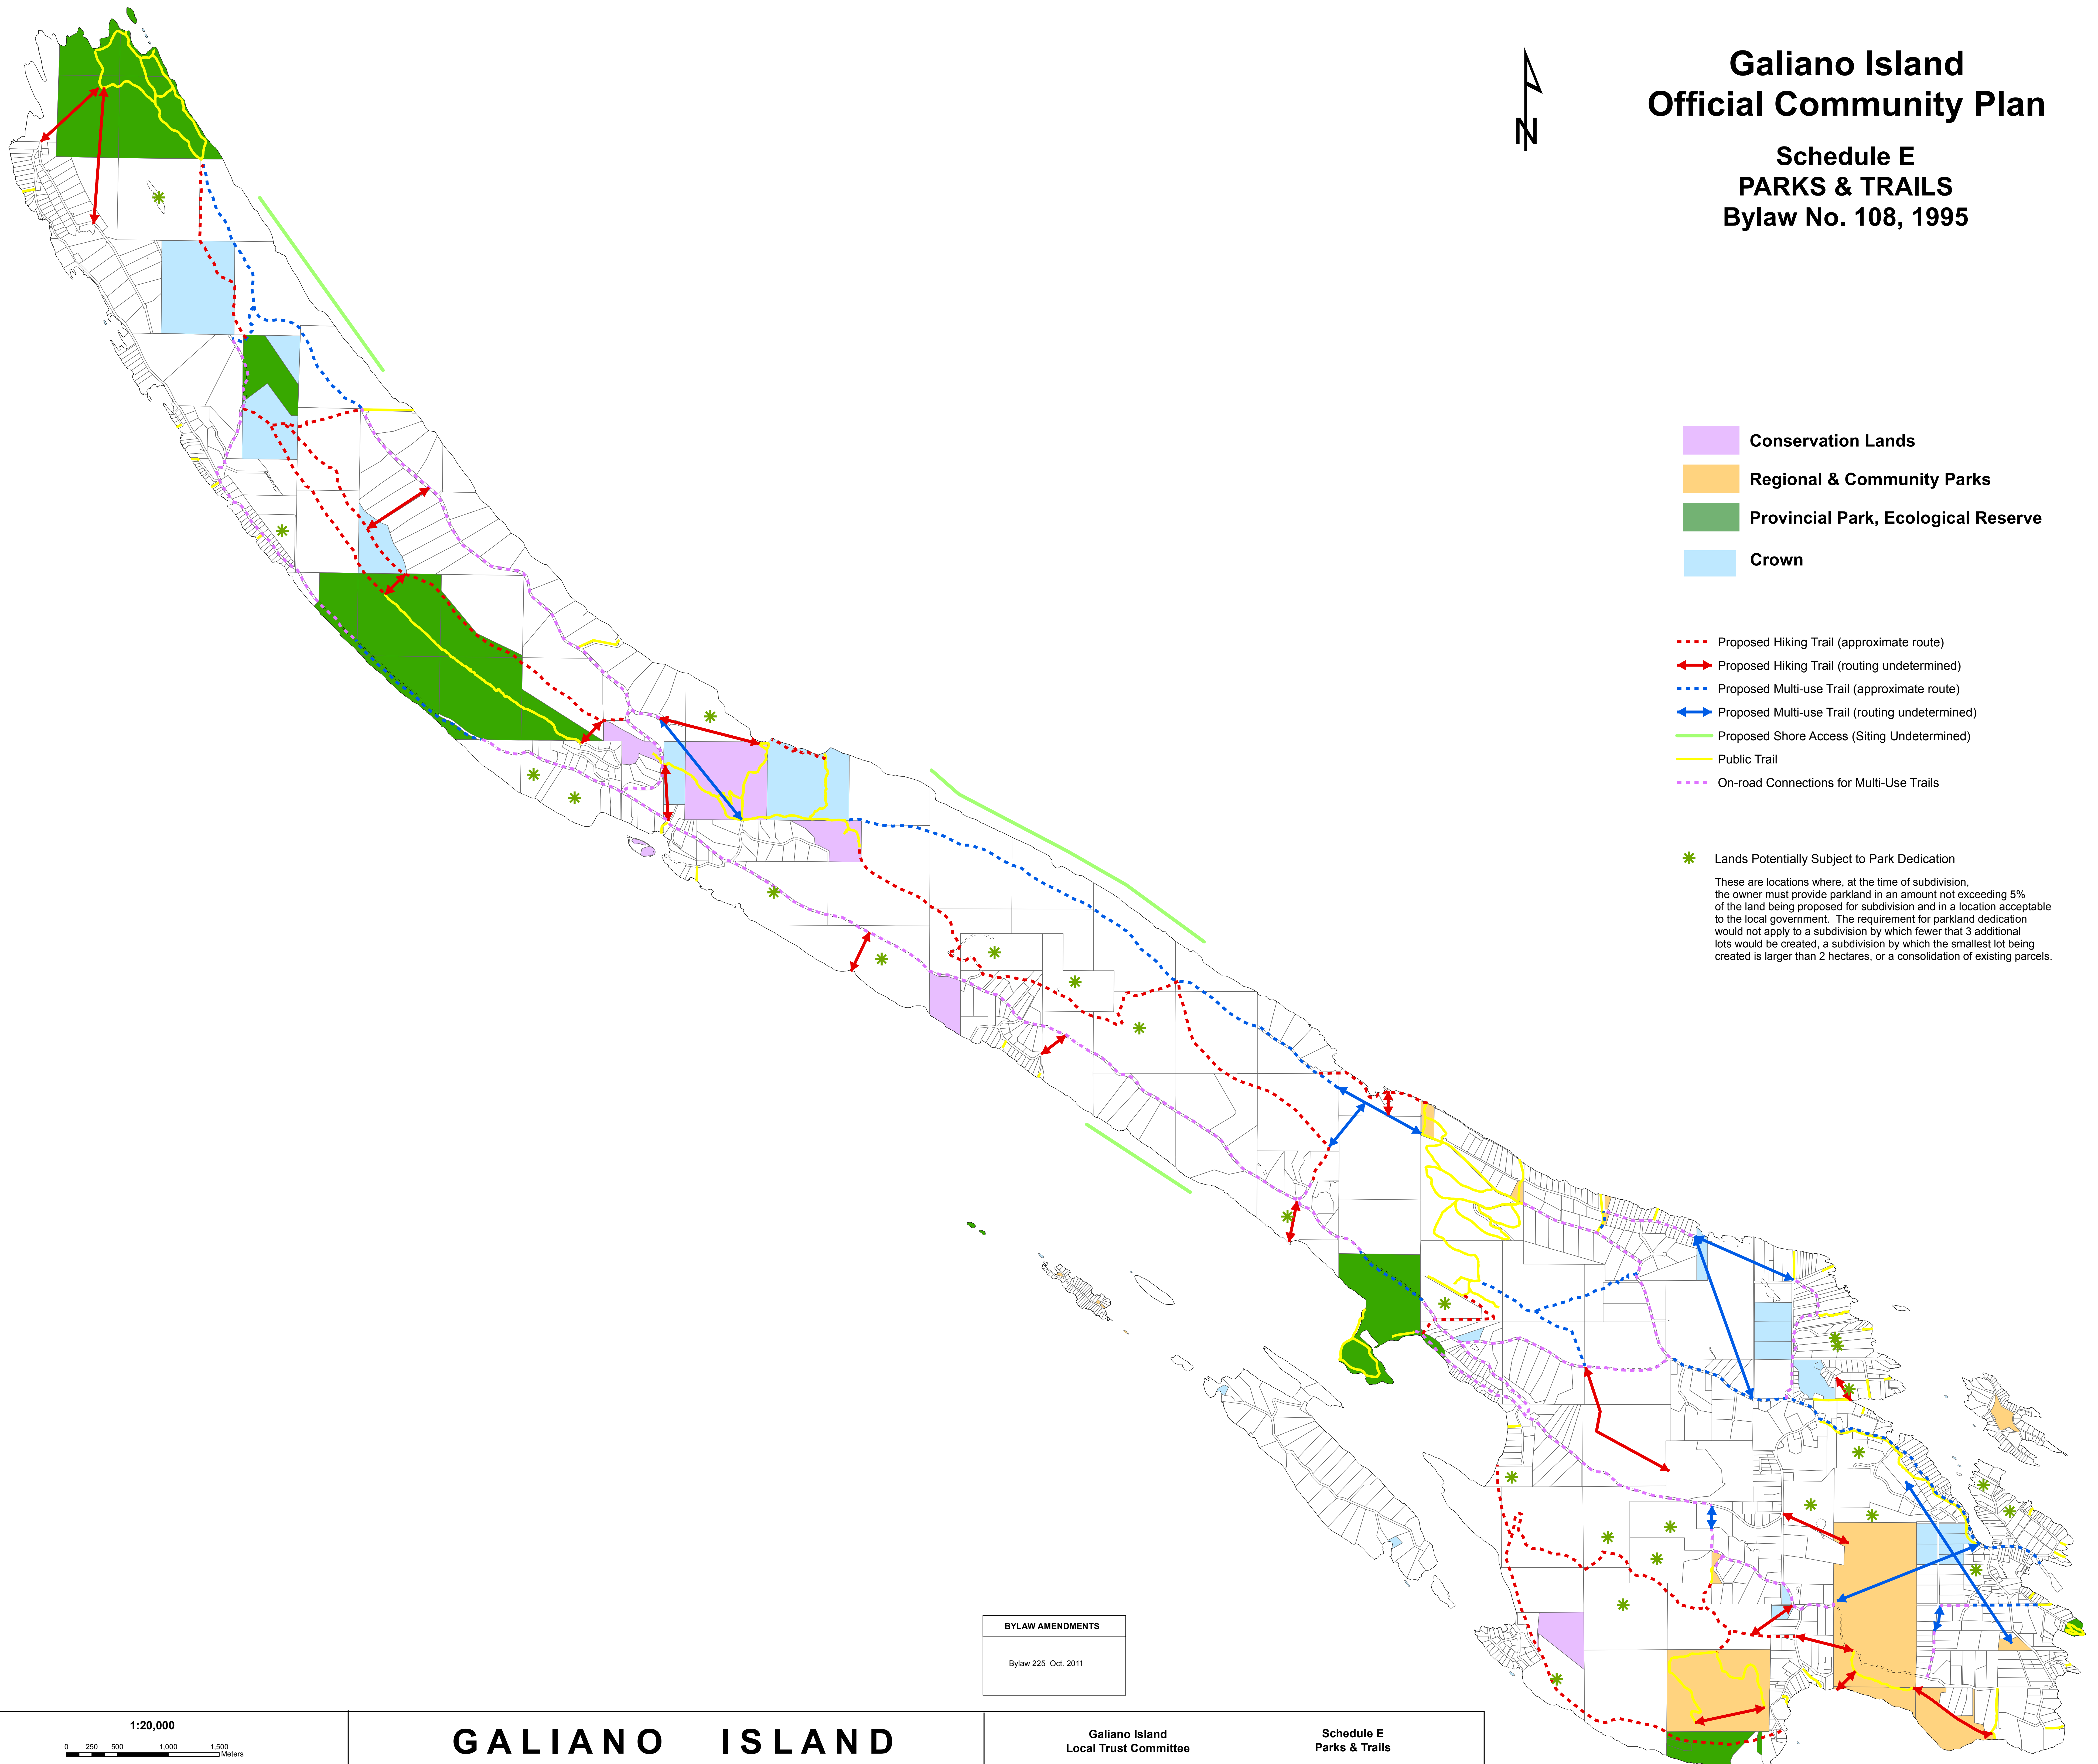 Galiano Island
Official Community Plan
Schedule E
PARKS & TRAILS
Bylaw No. 108, 1995
N
Conservation Lands
Regional & Community Parks
Provincial Park, Ecological Reserve
Crown
Proposed Hiking Trail (approximate route)
Proposed Hiking Trail (routing undetermined)
Proposed Multi-use Trail (approximate route)
Proposed Multi-use Trail (routing undetermined)
Proposed Shore Access (Siting Undetermined)
Public Trail
On-road Connections for Multi-Use Trails
Lands Potentially Subject to Park Dedication
These are locations where, at the time of subdivision,
the owner must provide parkland in an amount not exceeding 5%
of the land being proposed for subdivision and in a location acceptable
to the local government. The requirement for parkland dedication
would not apply to a subdivision by which fewer that 3 additional
lots would be created, a subdivision by which the smallest lot being
created is larger than 2 hectares, or a consolidation of existing parcels.
BYLAW AMENDMENTS
Bylaw 225 Oct. 2011
1:20,000
0 250 500 1,000 1,500
Meters
GALIANO ISLAND
Galiano Island
Local Trust Committee
Schedule E
Parks & Trails